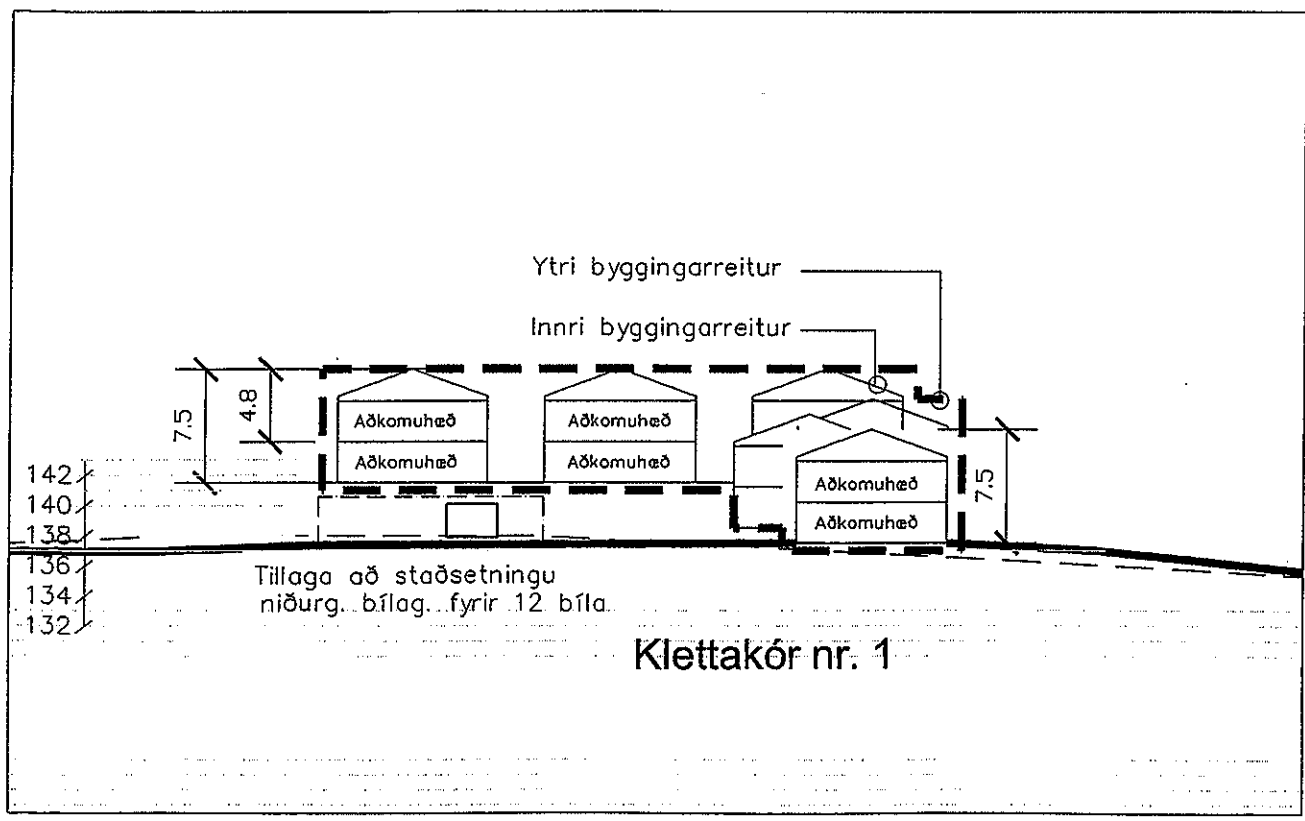 Ytri byggingarreitur
Innri byggingarreitur
7.5
4.8
Aðkomuhæð
Aðkomuhæð
Aðkomuhæð
Aðkomuhæð
Aðkomuhæð
Aðkomuhæð
7.5
142
140
138
136
134
132
Tillaga að staðsetningu
niðurg. bílag. fyrir 12 bíla
Klettakór nr. 1